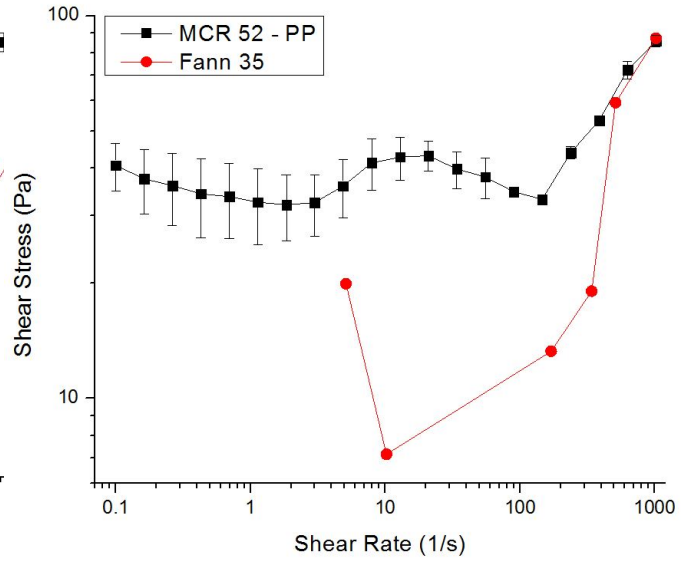 100
MCR 52 - PP
Fann 35
Shear Stress (Pa)
10
0.1 1 10 100 1000
Shear Rate (1/s)